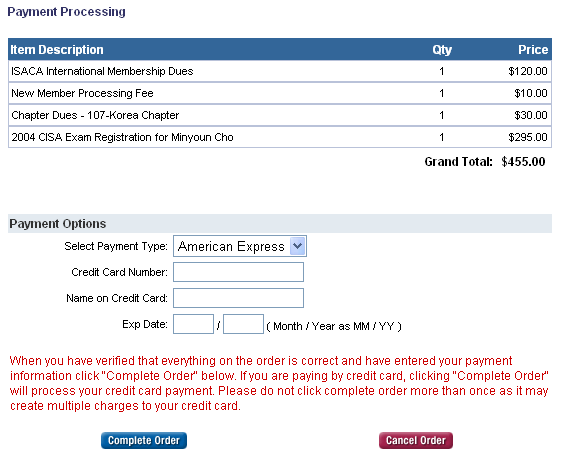 Payment Processing
Item Description Qty Price
ISACA International Membership Dues 1 $120.00
New Member Processing Fee 1 $10.00
Chapter Dues - 107-Korea Chapter 1 $30.00
2004 CISA Exam Registration for Minyoun Cho 1 $295.00
Grand Total: $455.00
Payment Options
Select Payment Type: American Express
Credit Card Number:
Name on Credit Card:
Exp Date: / ( Month / Year as MM / YY )
When you have verified that everything on the order is correct and have entered your payment
information click "Complete Order" below. If you are paying by credit card, clicking "Complete Order"
will process your credit card payment. Please do not click complete order more than once as it may
create multiple charges to your credit card.
Complete Order Cancel Order